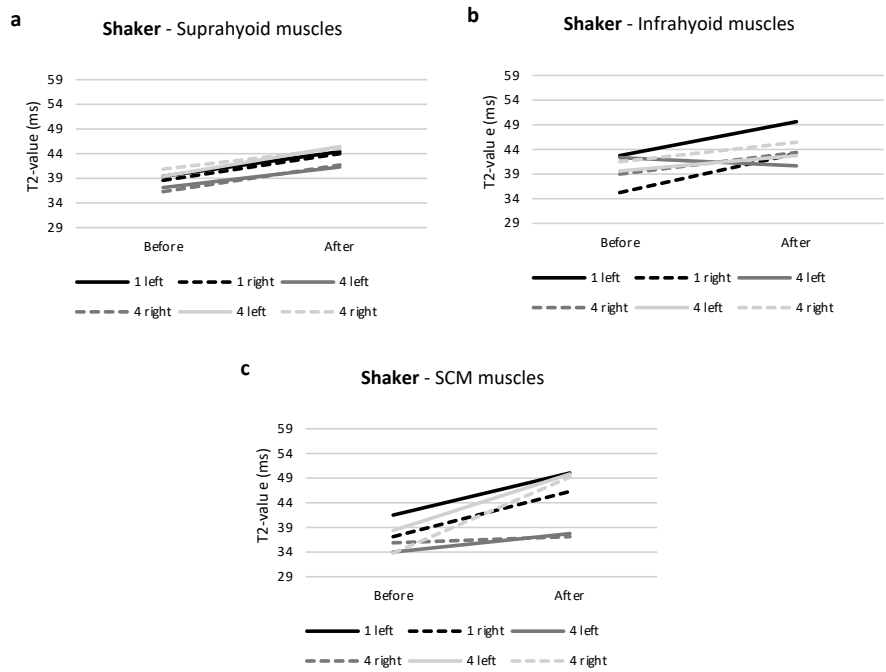 a
Shaker - Suprahyoid muscles
59
54
49
44
39
34
29
T2-value (ms)
Before After
1 left 1 right 4 left
4 right 4 left 4 right
b
Shaker - Infrahyoid muscles
59
54
49
44
39
34
29
T2-valu e (ms)
Before After
1 left 1 right 4 left
4 right 4 left 4 right
c
Shaker - SCM muscles
59
54
49
44
39
34
29
T2-valu e (ms)
Before After
1 left 1 right 4 left
4 right 4 left 4 right